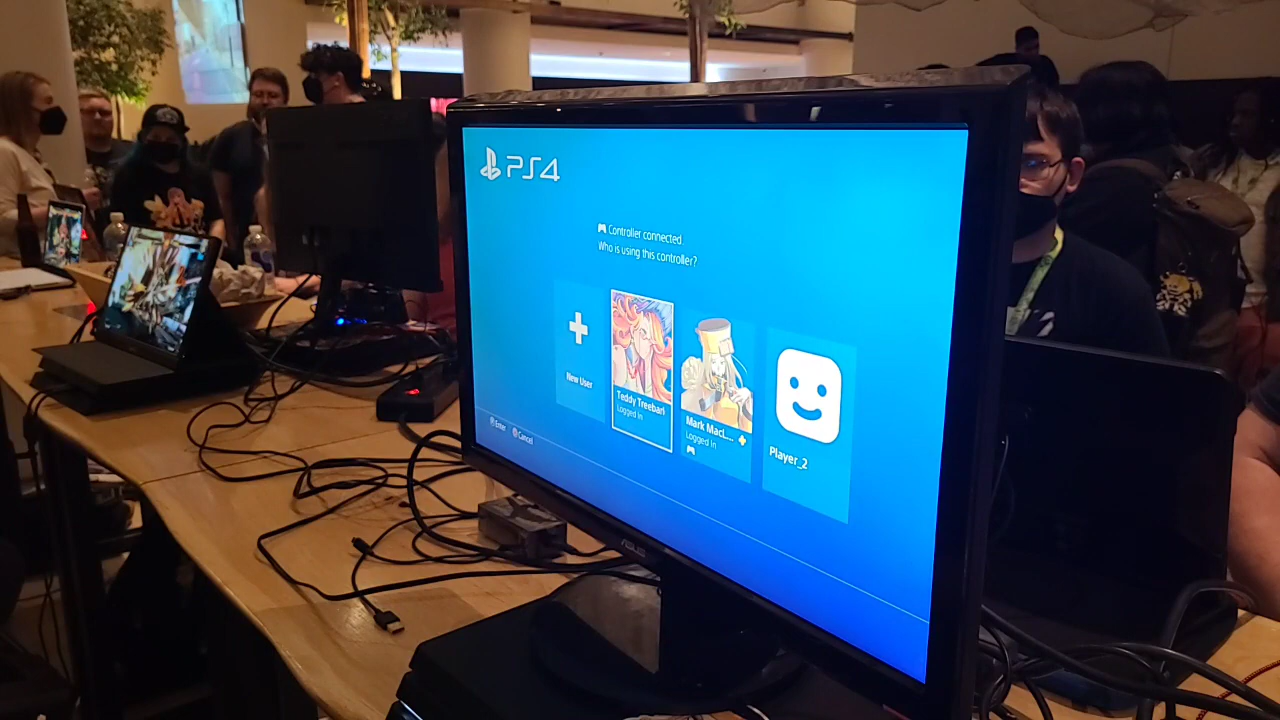 PS4
Controller connected.
Who is using this controller?
New User
Teddy Treebark
Logged In
Mark MacL...
Logged In
Player_2
Enter
Cancel
ASUS